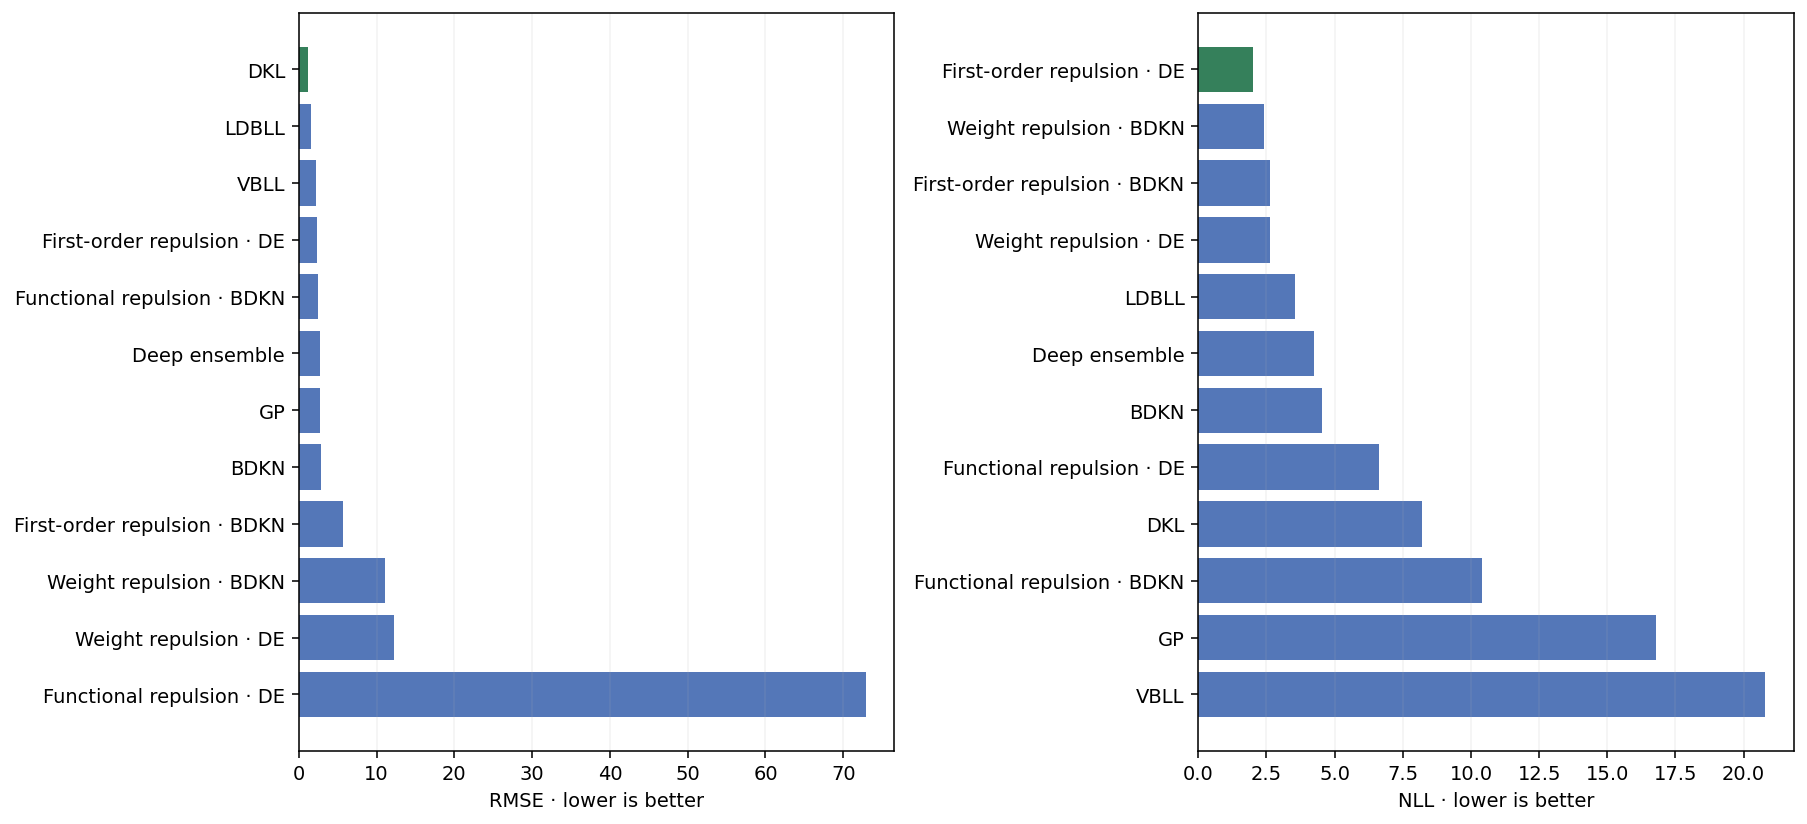 DKL
LDBLL
VBLL
First-order repulsion · DE
Functional repulsion · BDKN
Deep ensemble
GP
BDKN
First-order repulsion · BDKN
Weight repulsion · BDKN
Weight repulsion · DE
Functional repulsion · DE
0 10 20 30 40 50 60 70
RMSE · lower is better
First-order repulsion · DE
Weight repulsion · BDKN
First-order repulsion · BDKN
Weight repulsion · DE
LDBLL
Deep ensemble
BDKN
Functional repulsion · DE
DKL
Functional repulsion · BDKN
GP
VBLL
0.0 2.5 5.0 7.5 10.0 12.5 15.0 17.5 20.0
NLL · lower is better